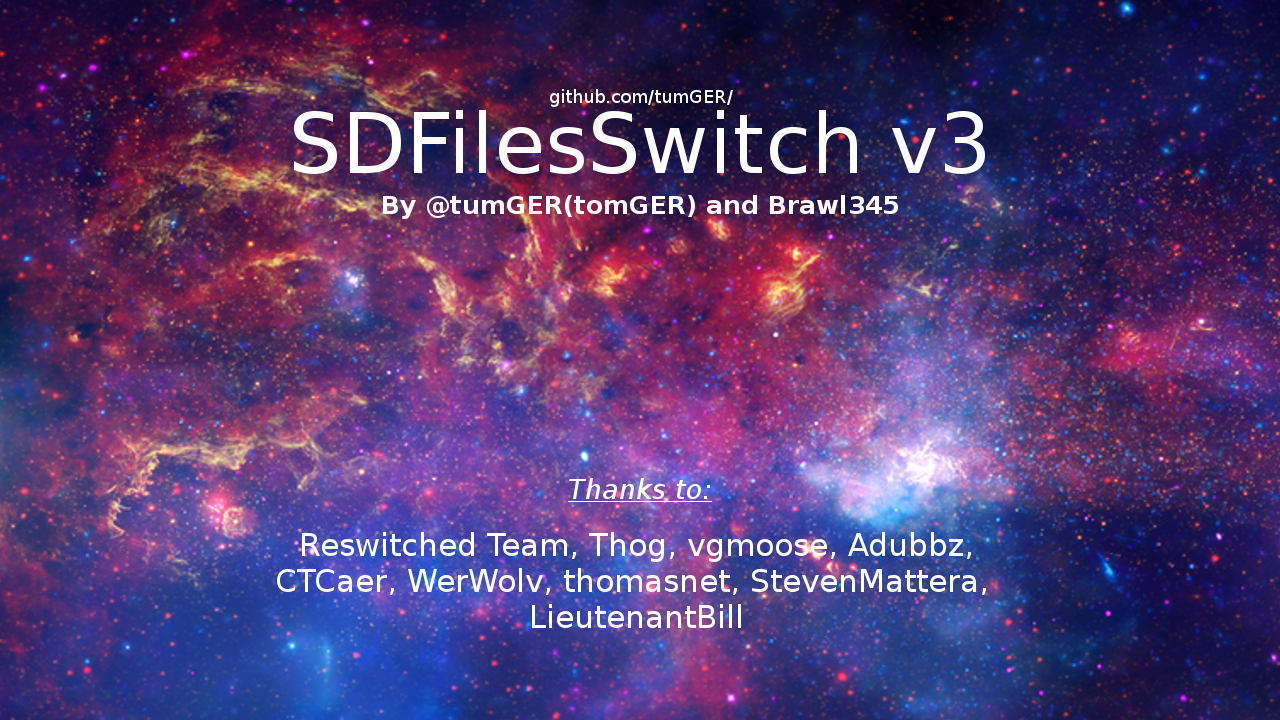 github.com/tumGER/
SDFilesSwitch v3
By @tumGER(tomGER) and Brawl345
Thanks to:
Reswitched Team, Thog, vgmoose, Adubbz,
CTCaer, WerWolv, thomasnet, StevenMattera,
LieutenantBill